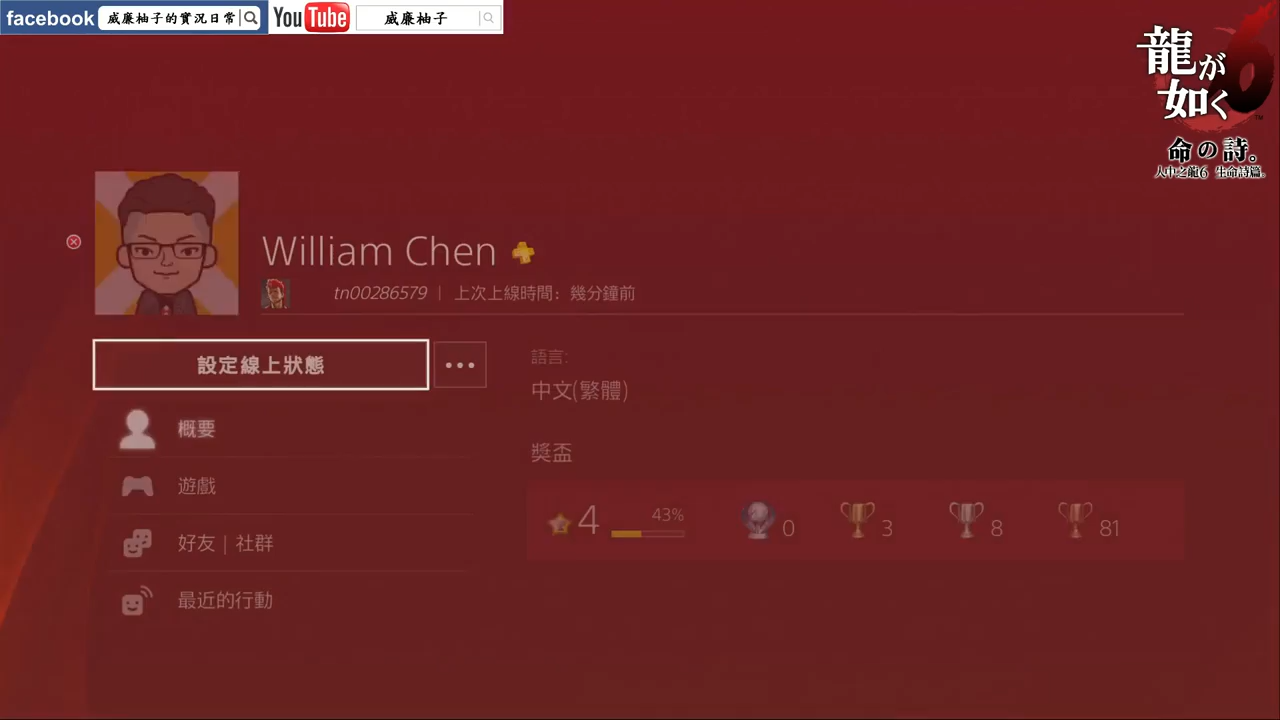 facebook 威廉柚子的實況日常
YouTube 威廉柚子
龍が
如く6
TM
命の詩。
人中之龍6 生命詩篇。
William Chen
tn00286579 | 上次上線時間：幾分鐘前
設定線上狀態
概要
遊戲
好友 | 社群
最近的行動
語言:
中文(繁體)
獎盃
4 43% 0 3 8 81